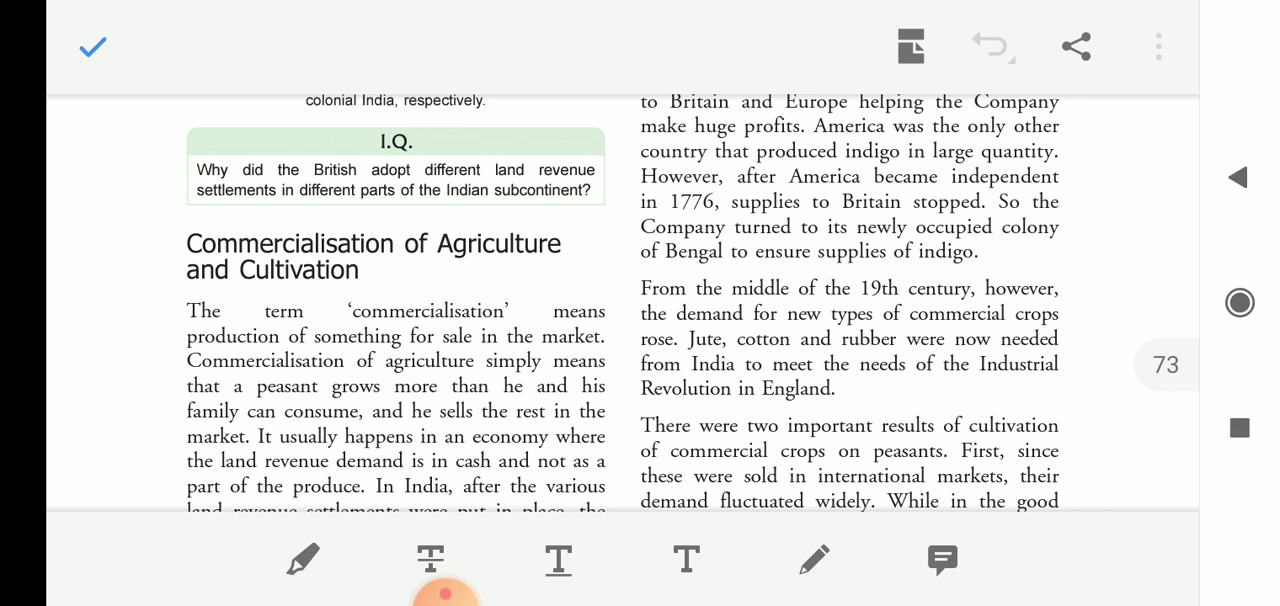 colonial India, respectively.
I.Q.
Why did the British adopt different land revenue
settlements in different parts of the Indian subcontinent?
Commercialisation of Agriculture
and Cultivation
The term ‘commercialisation’ means
production of something for sale in the market.
Commercialisation of agriculture simply means
that a peasant grows more than he and his
family can consume, and he sells the rest in the
market. It usually happens in an economy where
the land revenue demand is in cash and not as a
part of the produce. In India, after the various
land revenue settlements were put in place, the
to Britain and Europe helping the Company
make huge profits. America was the only other
country that produced indigo in large quantity.
However, after America became independent
in 1776, supplies to Britain stopped. So the
Company turned to its newly occupied colony
of Bengal to ensure supplies of indigo.
From the middle of the 19th century, however,
the demand for new types of commercial crops
rose. Jute, cotton and rubber were now needed
from India to meet the needs of the Industrial
Revolution in England.
There were two important results of cultivation
of commercial crops on peasants. First, since
these were sold in international markets, their
demand fluctuated widely. While in the good
73